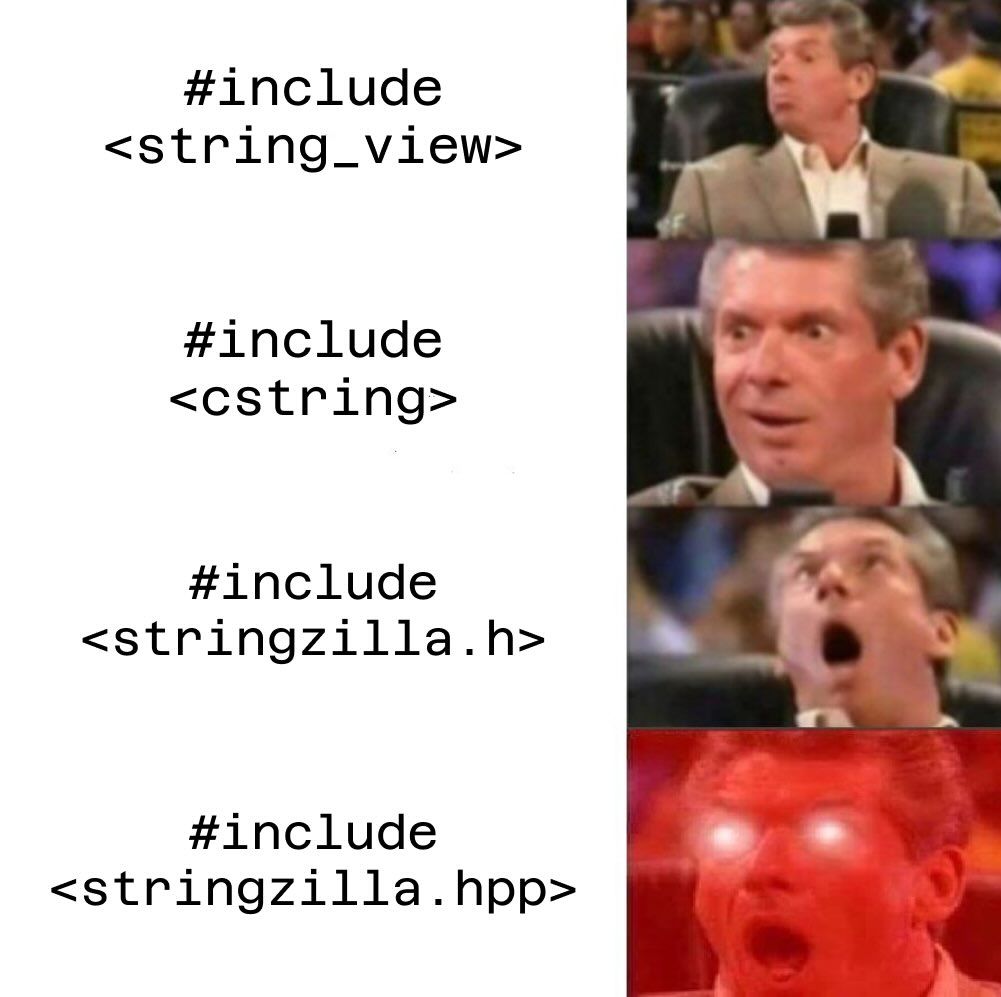 #include
<string_view>
#include
<cstring>
#include
<stringzilla.h>
#include
<stringzilla.hpp>